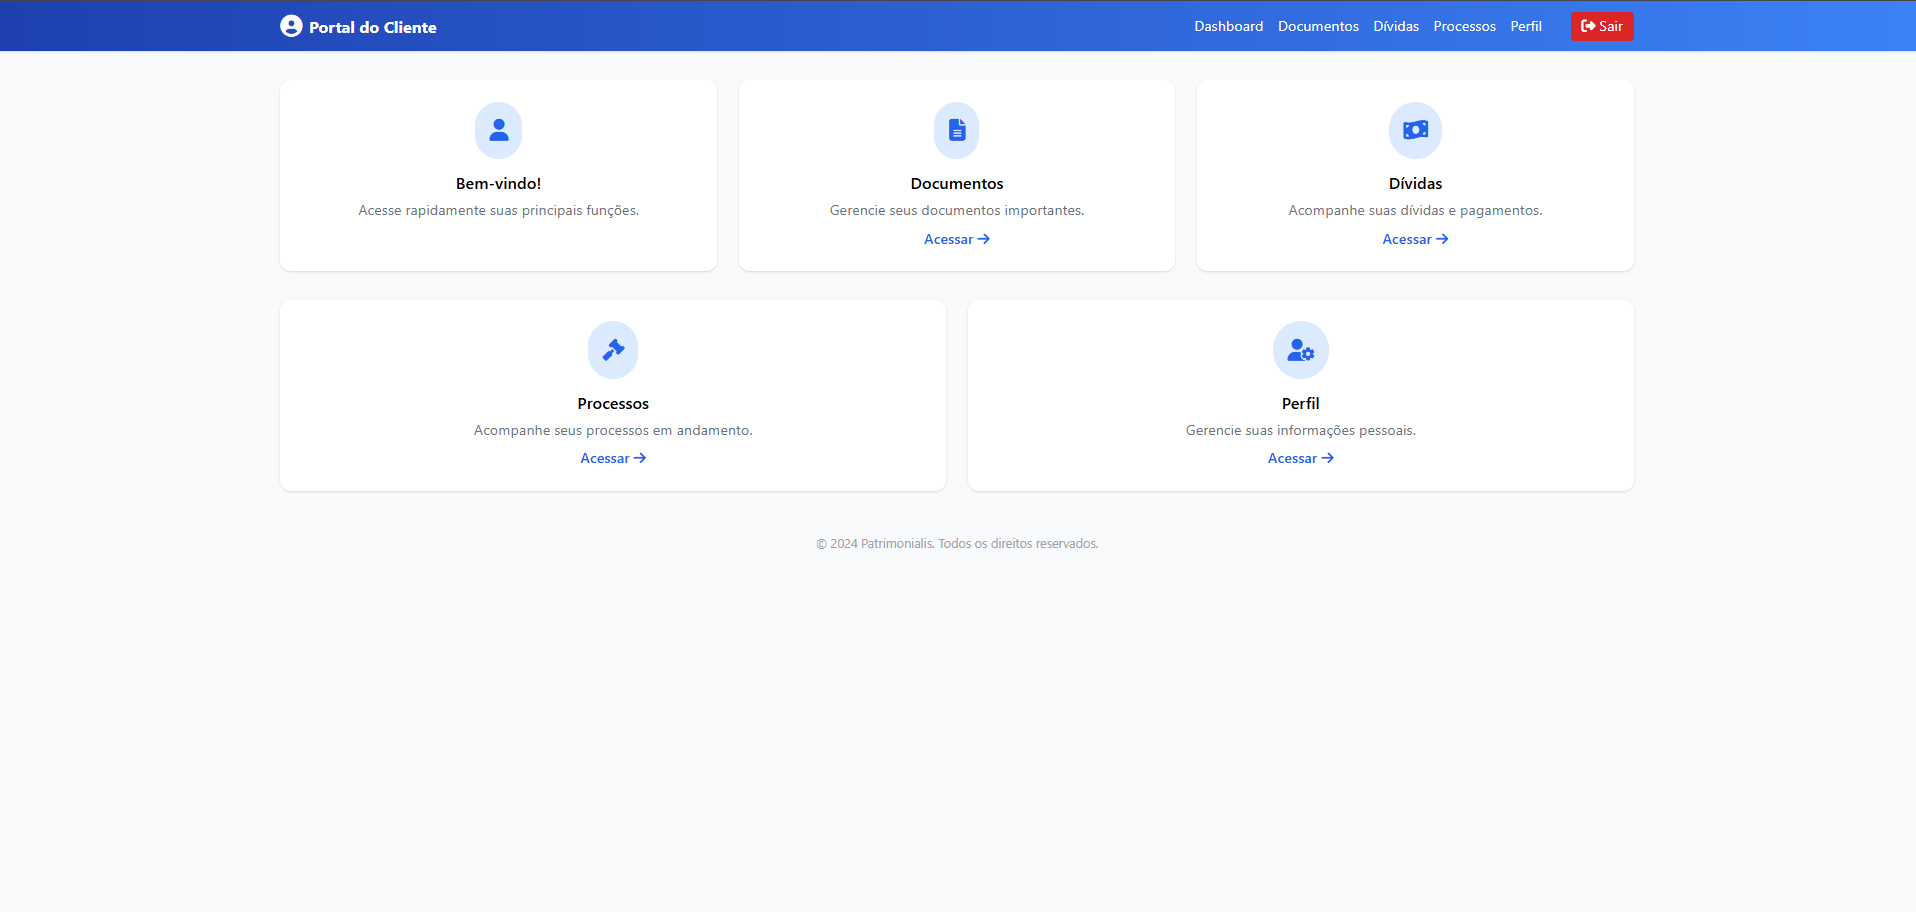 Portal do Cliente
Dashboard Documentos Dívidas Processos Perfil Sair
Bem-vindo!
Acesse rapidamente suas principais funções.
Documentos
Gerencie seus documentos importantes.
Acessar
Dívidas
Acompanhe suas dívidas e pagamentos.
Acessar
Processos
Acompanhe seus processos em andamento.
Acessar
Perfil
Gerencie suas informações pessoais.
Acessar
© 2024 Patrimonialis. Todos os direitos reservados.